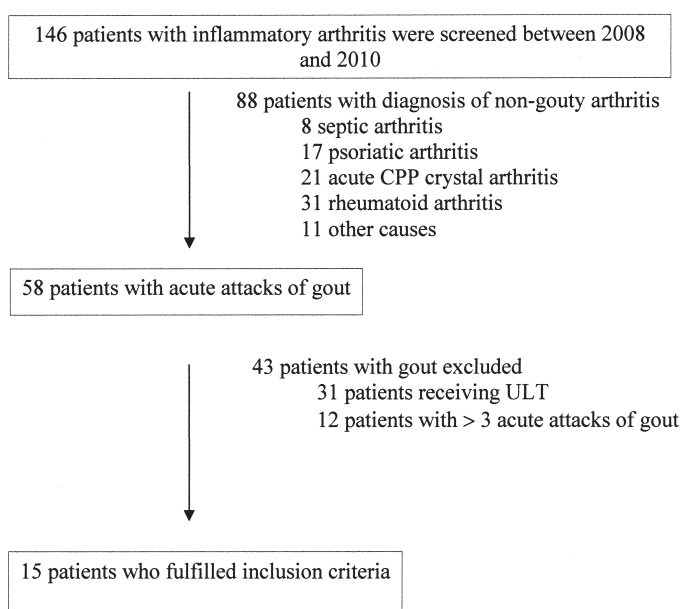 146 patients with inflammatory arthritis were screened between 2008
and 2010
88 patients with diagnosis of non-gouty arthritis
8 septic arthritis
17 psoriatic arthritis
21 acute CPP crystal arthritis
31 rheumatoid arthritis
11 other causes
58 patients with acute attacks of gout
43 patients with gout excluded
31 patients receiving ULT
12 patients with > 3 acute attacks of gout
15 patients who fulfilled inclusion criteria